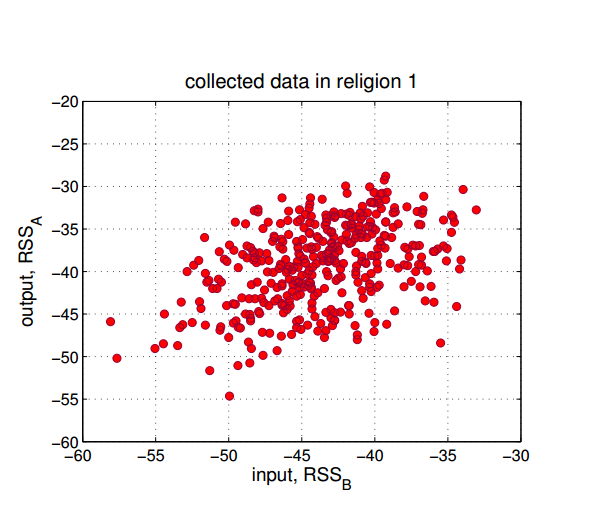 collected data in religion 1
output, RSS_A
−20
−25
−30
−35
−40
−45
−50
−55
−60
−60 −55 −50 −45 −40 −35 −30
input, RSS_B